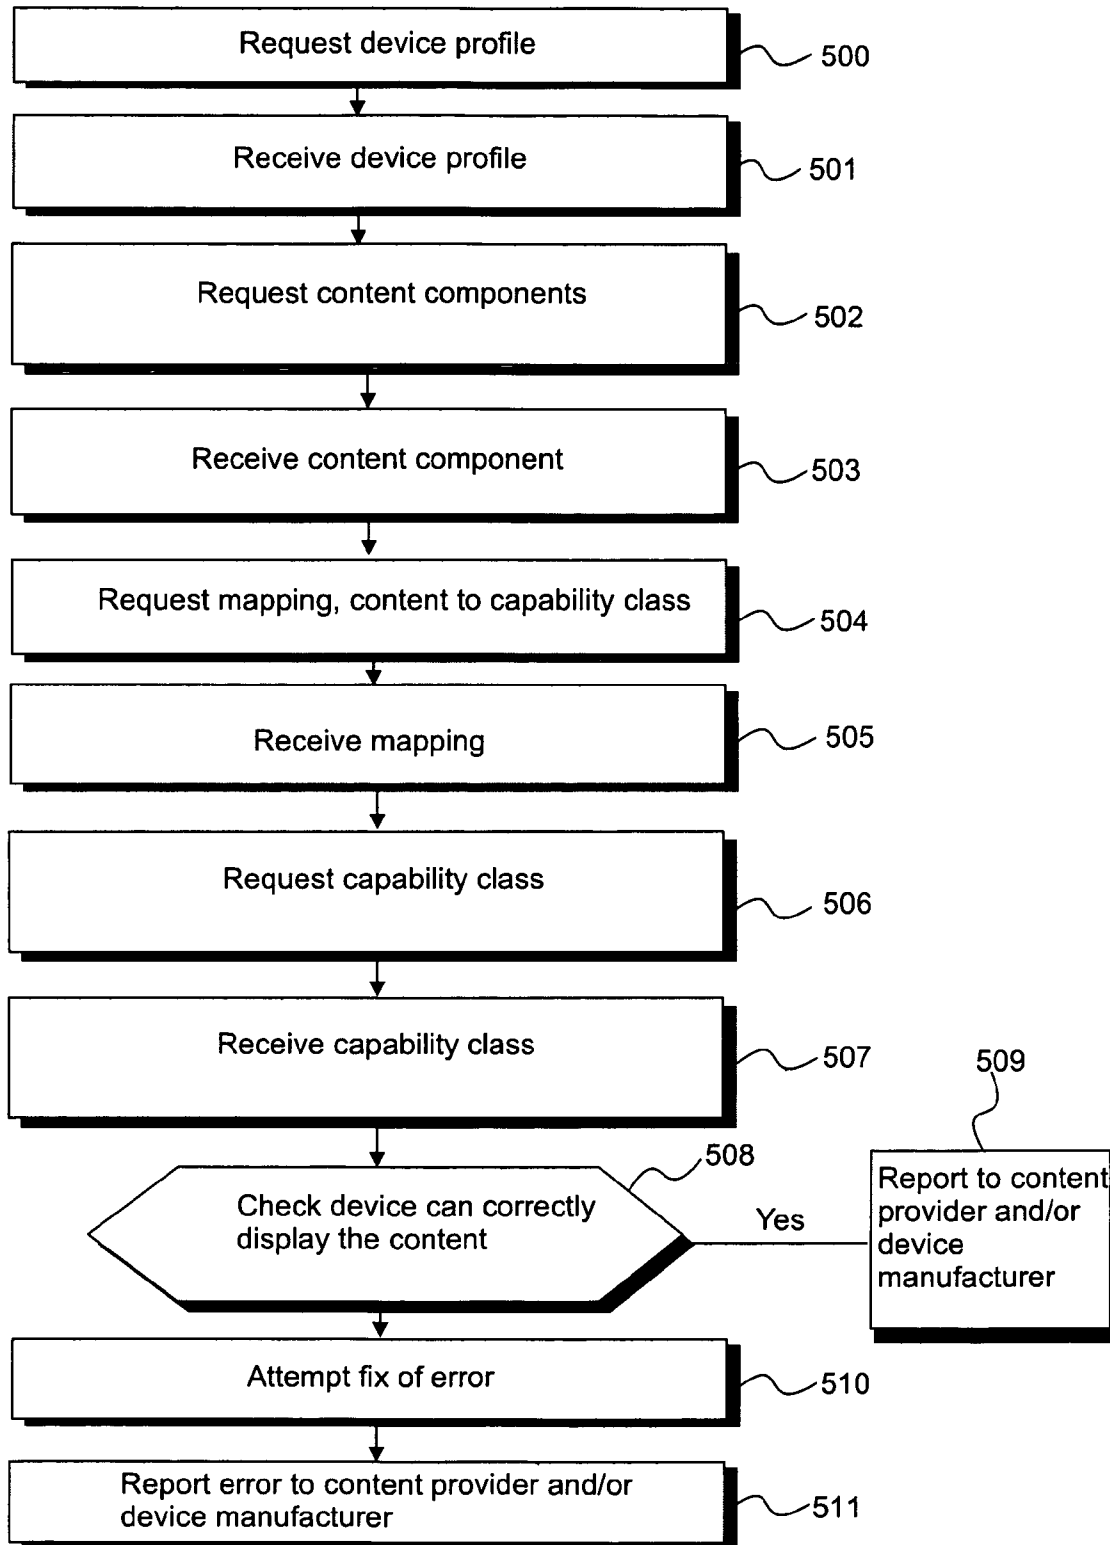 Request device profile
500
Receive device profile
501
Request content components
502
Receive content component
503
Request mapping, content to capability class
504
Receive mapping
505
Request capability class
506
Receive capability class
507
509
508
Check device can correctly
display the content
Yes
Report to content
provider and/or
device
manufacturer
Attempt fix of error
510
Report error to content provider and/or
device manufacturer
511